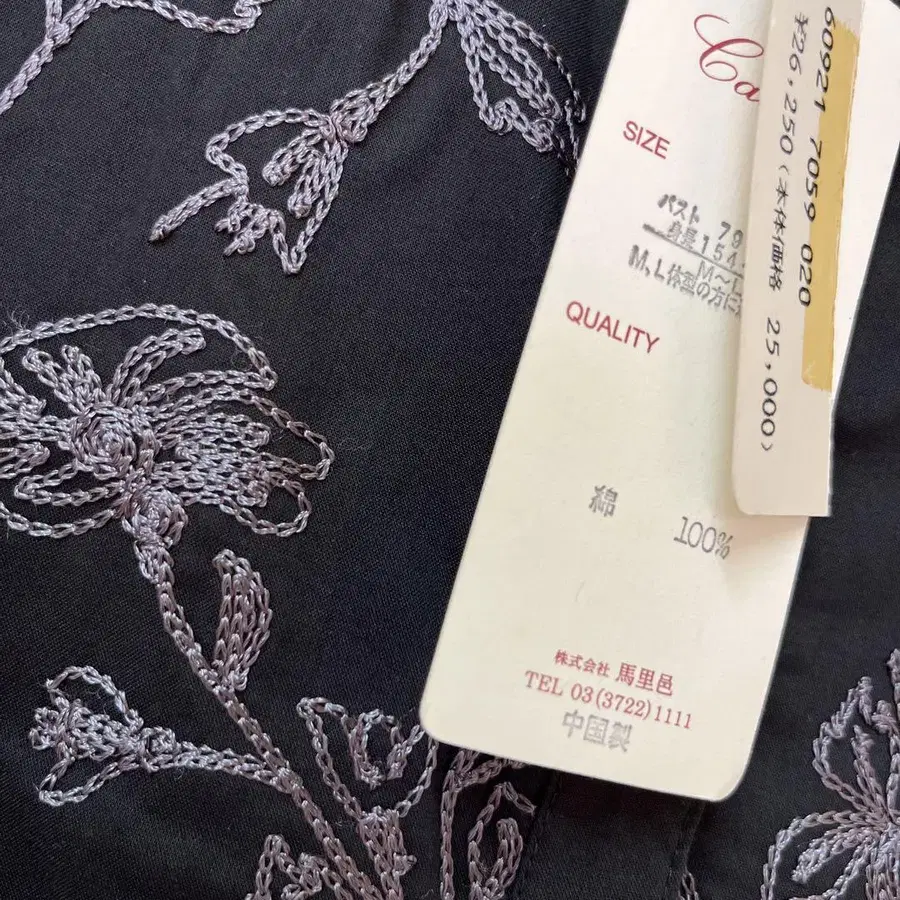 Ca
SIZE
バスト 79
身長154
M～L
M,L体型の方に
QUALITY
綿 100%
株式会社 馬里邑
TEL 03(3722)1111
中国製
60921 7059 020
¥26,250(本体価格 25,000)